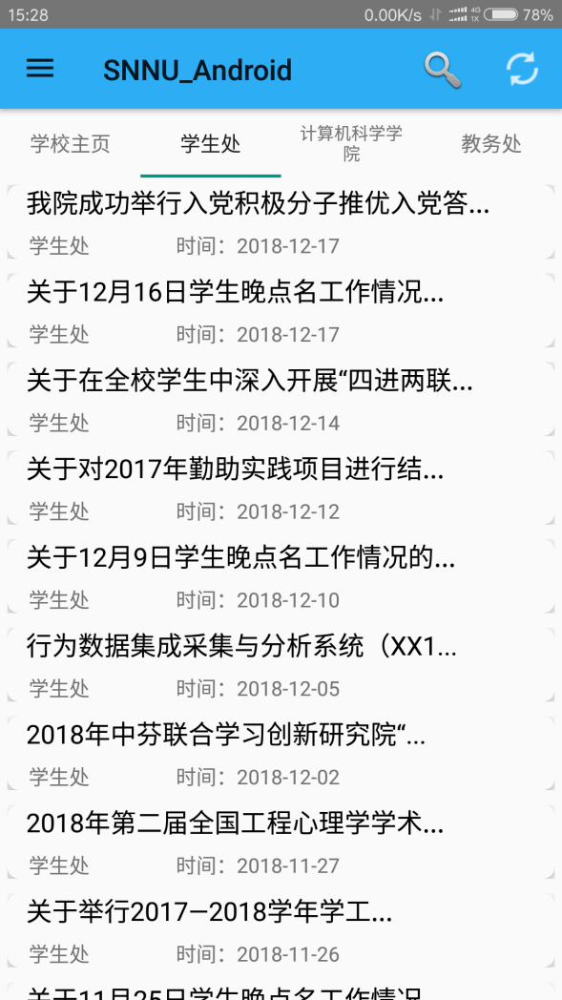 15:28 0.00K/s 4G 1X 78%
SNNU_Android
学校主页 学生处 计算机科学学院 教务处
我院成功举行入党积极分子推优入党答...
学生处 时间：2018-12-17
关于12月16日学生晚点名工作情况...
学生处 时间：2018-12-17
关于在全校学生中深入开展“四进两联...
学生处 时间：2018-12-14
关于对2017年勤助实践项目进行结...
学生处 时间：2018-12-12
关于12月9日学生晚点名工作情况的...
学生处 时间：2018-12-10
行为数据集成采集与分析系统（XX1...
学生处 时间：2018-12-05
2018年中芬联合学习创新研究院“...
学生处 时间：2018-12-02
2018年第二届全国工程心理学学术...
学生处 时间：2018-11-27
关于举行2017—2018学年学工...
学生处 时间：2018-11-26
关于11月25日学生晚点名工作情况